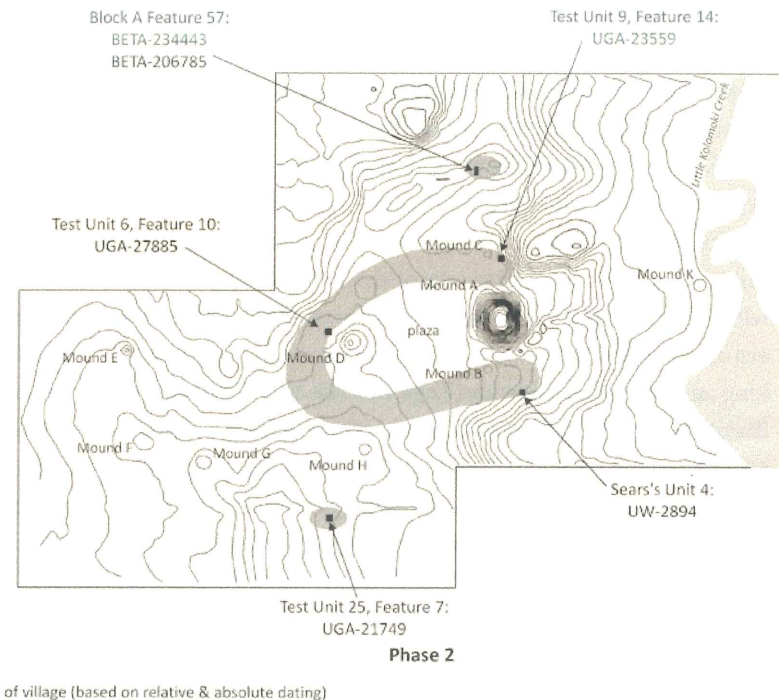 Block A Feature 57:
BETA-234443
BETA-206785
Test Unit 9, Feature 14:
UGA-23559
Little Kolomoki Creek
Test Unit 6, Feature 10:
UGA-27885
Mound C
Mound A
Mound K
plaza
Mound E
Mound D
Mound B
Mound F
Mound G
Mound H
Sears's Unit 4:
UW-2894
Test Unit 25, Feature 7:
UGA-21749
Phase 2
of village (based on relative & absolute dating)